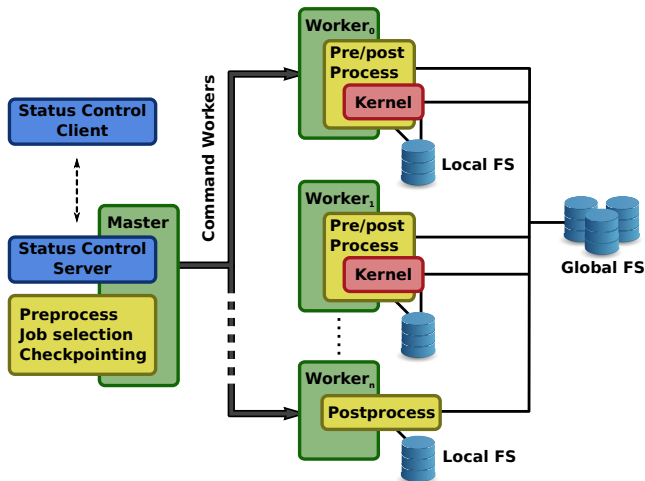 Status Control
Client
Master
Status Control
Server
Preprocess
Job selection
Checkpointing
Command Workers
Worker0
Pre/post
Process
Kernel
Local FS
Worker1
Pre/post
Process
Kernel
Global FS
Workern
Postprocess
Local FS